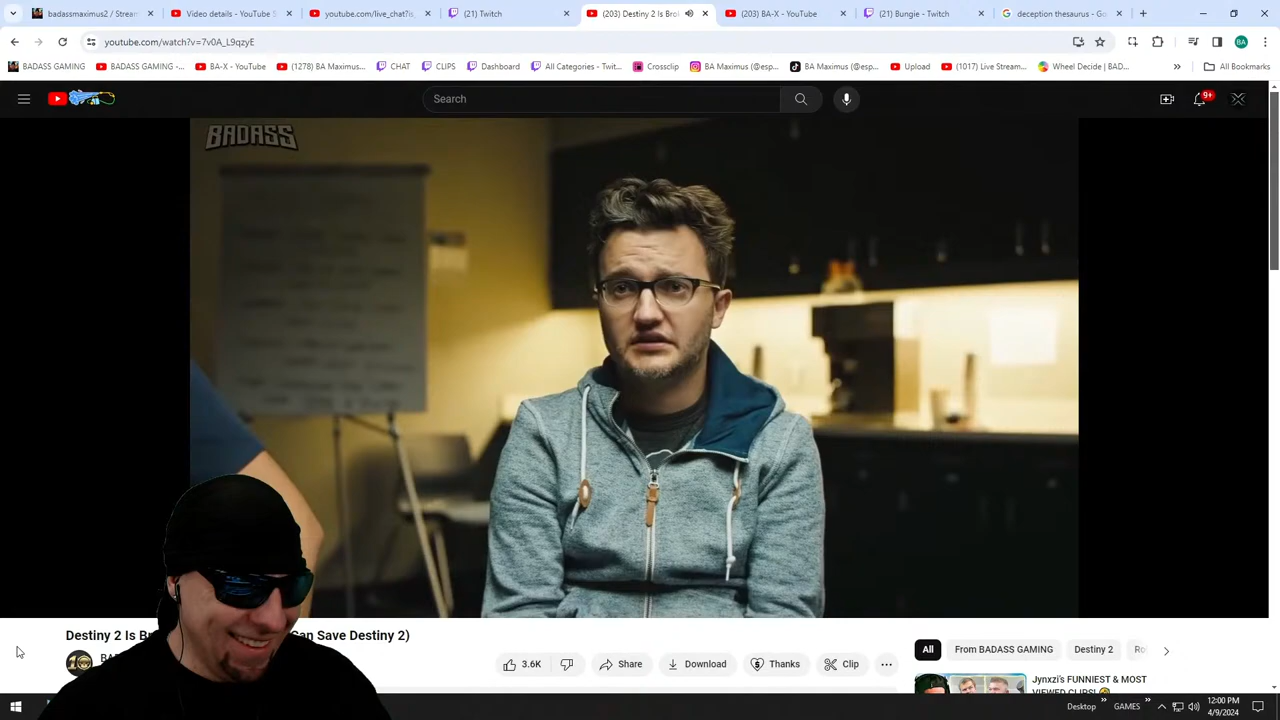 badassmaximus2 / Stream
Video details - YouTube S
youtube.com/live_chat?is_
(21) Twitch
(203) Destiny 2 Is Bro
(203) BA-X - YouTube
(21) Bungie - Twitch
deception thesaurus - Go
youtube.com/watch?v=7v0A_L9qzyE
BA
BADASS GAMING
BADASS GAMING -...
BA-X - YouTube
(1278) BA Maximus...
CHAT
CLIPS
Dashboard
All Categories - Twit...
Crossclip
BA Maximus (@esp...
BA Maximus (@esp...
Upload
(1017) Live Stream...
Wheel Decide | BAD...
All Bookmarks
Search
9+
BADASS
Destiny 2 Is Br
Can Save Destiny 2)
3.6K
Share
Download
Thanks
Clip
All
From BADASS GAMING
Destiny 2
Jynxzi's FUNNIEST & MOST
VIEWED CLIPS!
Desktop
GAMES
12:00 PM
4/9/2024